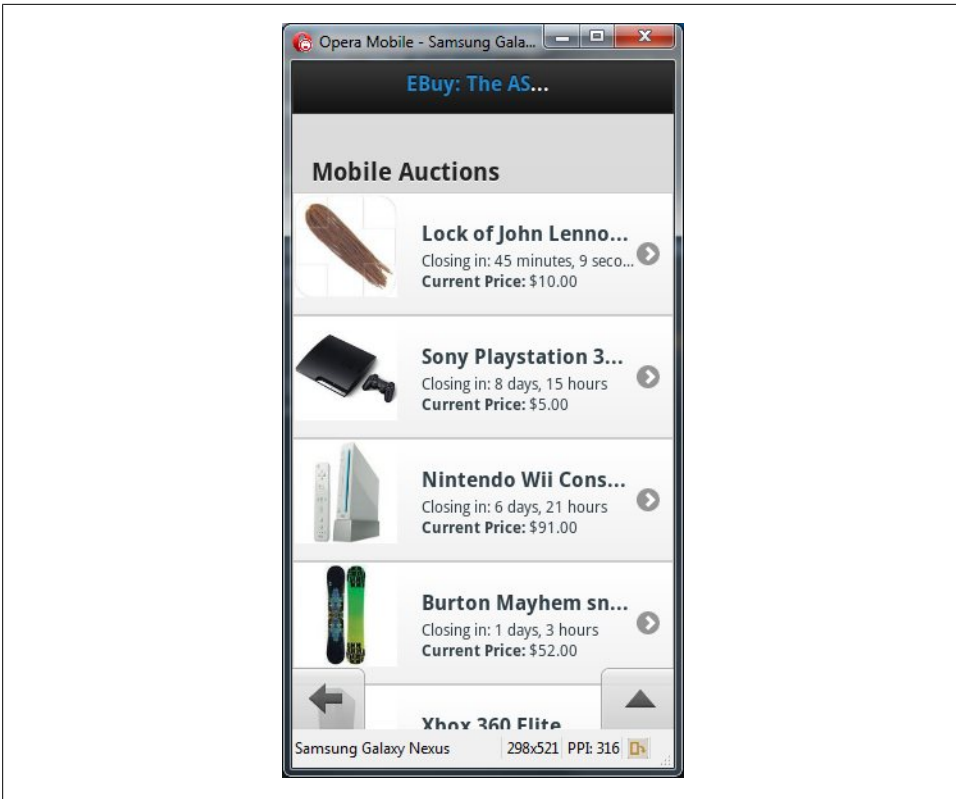 Opera Mobile - Samsung Gala...
EBuy: The AS...
Mobile Auctions
Lock of John Lenno...
Closing in: 45 minutes, 9 seco...
Current Price: $10.00
Sony Playstation 3...
Closing in: 8 days, 15 hours
Current Price: $5.00
Nintendo Wii Cons...
Closing in: 6 days, 21 hours
Current Price: $91.00
Burton Mayhem sn...
Closing in: 1 days, 3 hours
Current Price: $52.00
Xbox 360 Elite
Samsung Galaxy Nexus 298x521 PPI: 316